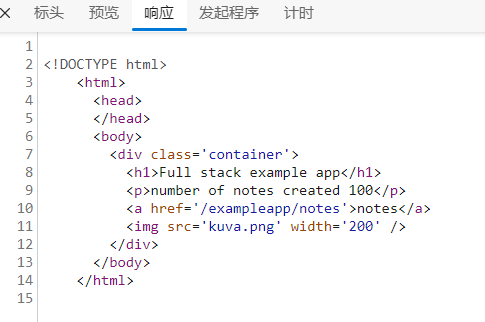 标头 预览 响应 发起程序 计时
1
2 <!DOCTYPE html>
3 <html>
4 <head>
5 </head>
6 <body>
7 <div class='container'>
8 <h1>Full stack example app</h1>
9 <p>number of notes created 100</p>
10 <a href='/exampleapp/notes'>notes</a>
11 <img src='kuva.png' width='200' />
12 </div>
13 </body>
14 </html>
15